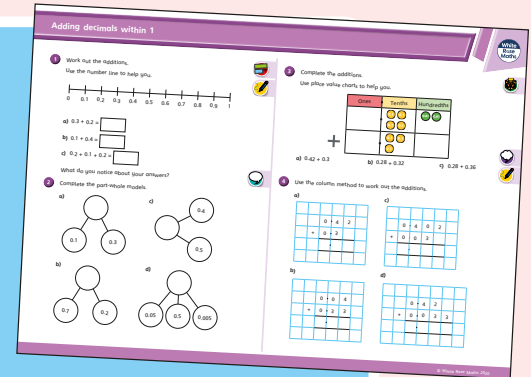 Adding decimals within 1
White
Rose
Maths
1 Work out the additions.
Use the number line to help you.
0 0.1 0.2 0.3 0.4 0.5 0.6 0.7 0.8 0.9 1
a) 0.3 + 0.2 =
b) 0.1 + 0.4 =
c) 0.2 + 0.1 + 0.2 =
What do you notice about your answers?
2 Complete the part-whole models.
a)
0.1 0.3
c)
0.4
0.5
b)
0.7 0.2
d)
0.05 0.5 0.005
3 Complete the additions.
Use place value charts to help you.
Ones Tenths Hundredths
+
a) 0.42 + 0.3 b) 0.28 + 0.32 c) 0.28 + 0.36
4 Use the column method to work out the additions.
a)
0 · 4 2
+ 0 · 3
·
c)
0 · 4 0 2
+ 0 0 3
·
b)
0 · 0 4
+ 0 · 3 3
·
d)
0 · 4 2
+ 0 · 0 3 3
·
© White Rose Maths